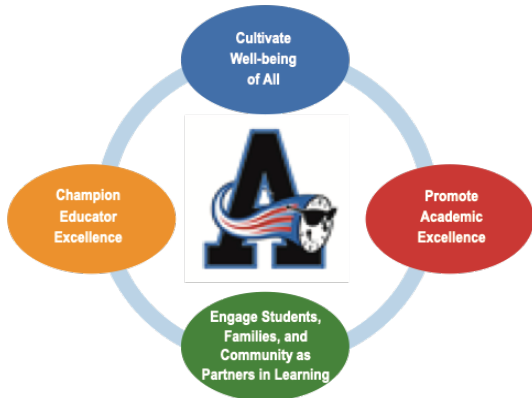 Cultivate
Well-being
of All
A
Champion
Educator
Excellence
Promote
Academic
Excellence
Engage Students,
Families, and
Community as
Partners in Learning